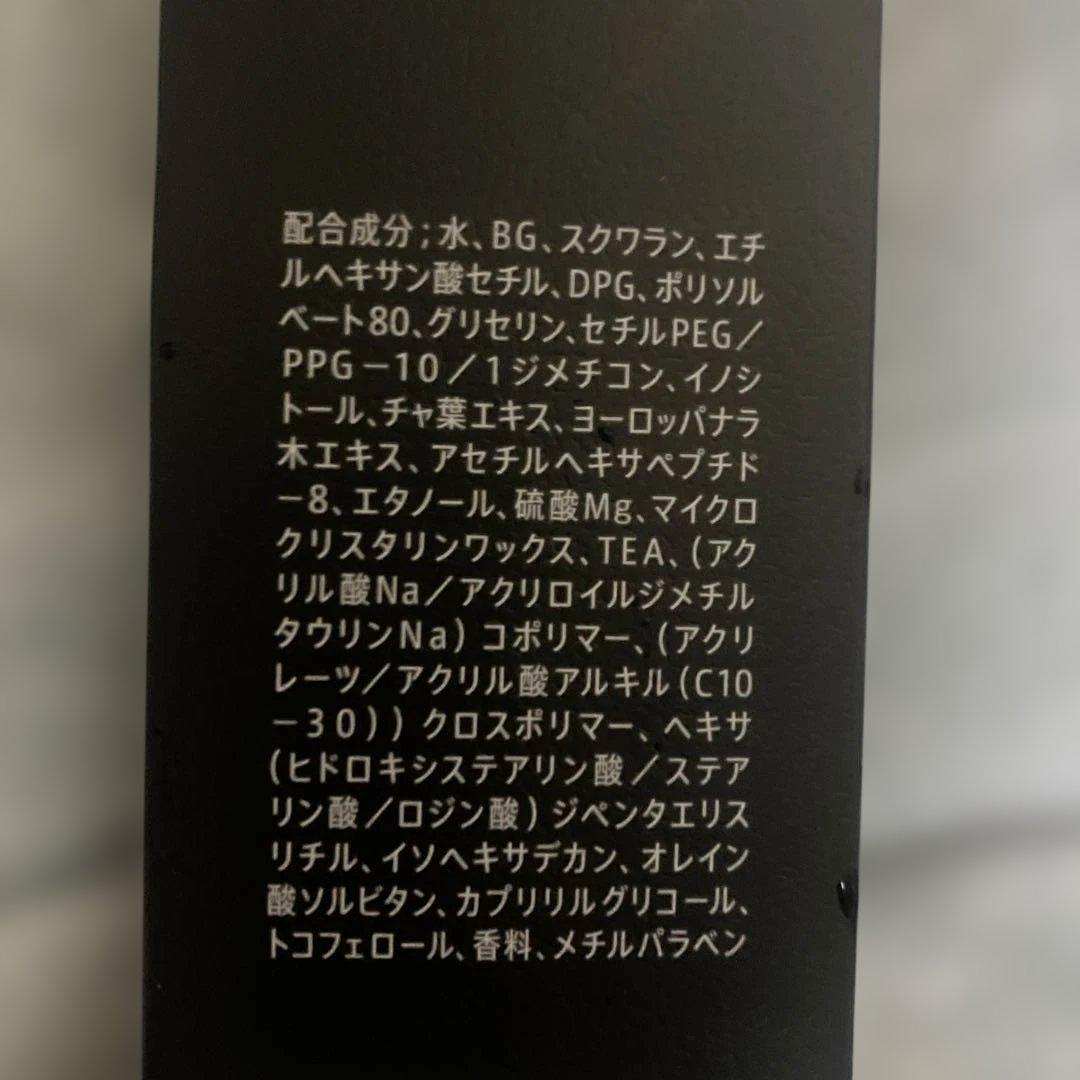 配合成分;水、BG、スクワラン、エチ
ルヘキサン酸セチル、DPG、ポリソル
ベート80、グリセリン、セチルPEG/
PPG-10/1ジメチコン、イノシ
トール、チャ葉エキス、ヨーロッパナラ
木エキス、アセチルヘキサペプチド
-8、エタノール、硫酸Mg、マイクロ
クリスタリンワックス、TEA、(アク
リル酸Na/アクリロイルジメチル
タウリンNa)コポリマー、(アクリ
レーツ/アクリル酸アルキル(C10
-30))クロスポリマー、ヘキサ
(ヒドロキシステアリン酸/ステア
リン酸/ロジン酸)ジペンタエリス
リチル、イソヘキサデカン、オレイン
酸ソルビタン、カプリリルグリコール、
トコフェロール、香料、メチルパラベン